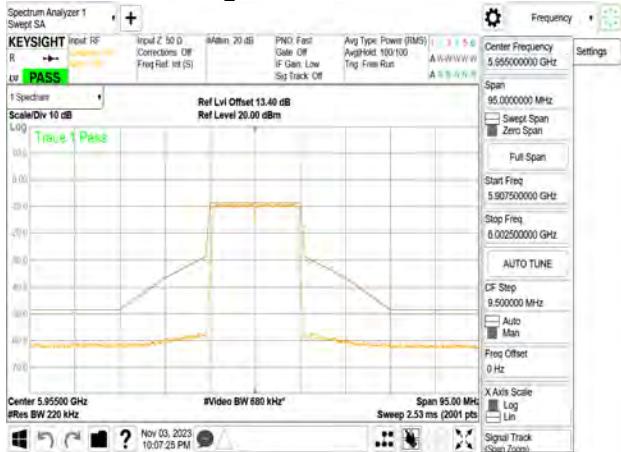 Spectrum Analyzer 1
Swept SA
Frequency
KEYSIGHT
Input: RF
Input Z: 50 Ω
Corrections: Off
Freq Ref: Int (S)
#Atten: 20 dB
PNO: Fast
Gate: Off
IF Gain: Low
Sig Track: Off
Avg Type: Power (RMS)
Avg|Hold: 100/100
Trig: Free Run
R
LV PASS
Center Frequency
5.955000000 GHz
Settings
1 Spectrum
Scale/Div 10 dB
Ref Lvl Offset 13.40 dB
Ref Level 20.00 dBm
Log
Trace 1 Pass
Span
95.0000000 MHz
Swept Span
Zero Span
Full Span
Start Freq
5.907500000 GHz
Stop Freq
6.002500000 GHz
AUTO TUNE
CF Step
9.500000 MHz
Auto
Man
Freq Offset
0 Hz
X Axis Scale
Log
Lin
Signal Track
(Span Zoom)
Center 5.95500 GHz
#Video BW 680 kHz*
Span 95.00 MHz
#Res BW 220 kHz
Sweep 2.53 ms (2001 pts
Nov 03, 2023
10:07:25 PM